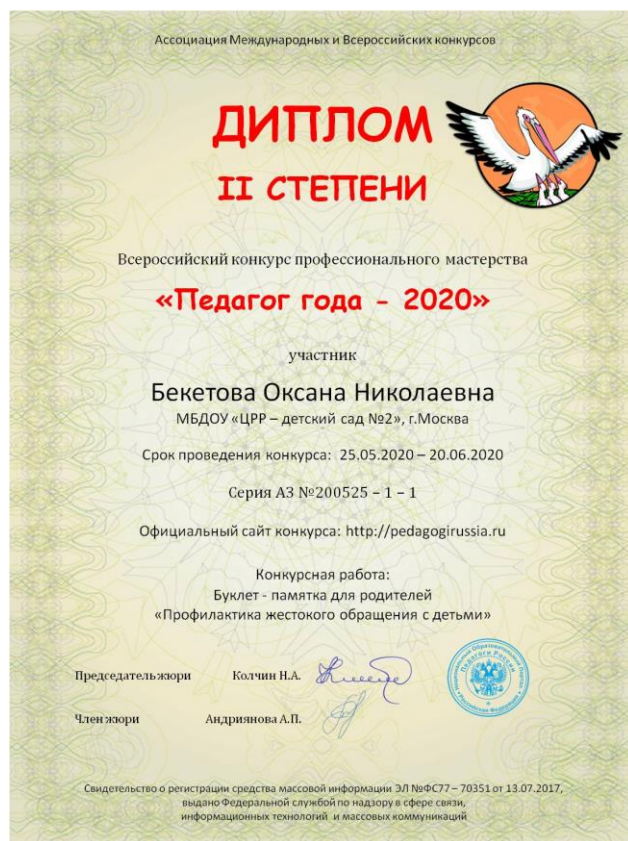 Ассоциация Международных и Всероссийских конкурсов
ДИПЛОМ
II СТЕПЕНИ
Всероссийский конкурс профессионального мастерства
«Педагог года - 2020»
участник
Бекетова Оксана Николаевна
МБДОУ «ЦРР – детский сад №2», г.Москва
Срок проведения конкурса: 25.05.2020 – 20.06.2020
Серия АЗ №200525 – 1 – 1
Официальный сайт конкурса: http://pedagogirussia.ru
Конкурсная работа:
Буклет - памятка для родителей
«Профилактика жестокого обращения с детьми»
Председатель жюри Колчин Н.А.
Член жюри Андриянова А.П.
Педагоги России
Российская Федерация
Свидетельство о регистрации средства массовой информации ЭЛ №ФС77 – 70351 от 13.07.2017,
выдано Федеральной службой по надзору в сфере связи,
информационных технологий и массовых коммуникаций